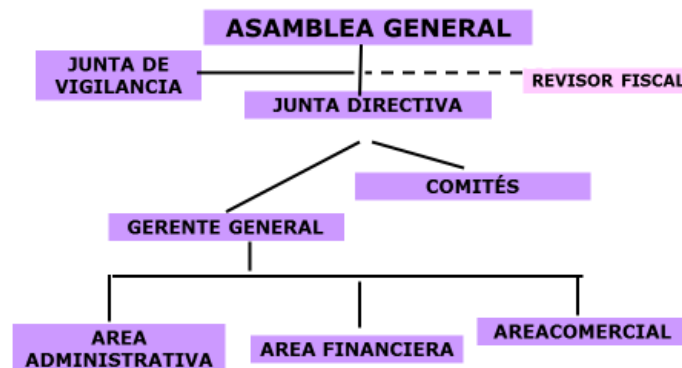 ASAMBLEA GENERAL
JUNTA DE
VIGILANCIA
REVISOR FISCAL
JUNTA DIRECTIVA
COMITÉS
GERENTE GENERAL
AREA
ADMINISTRATIVA
AREA FINANCIERA
AREACOMERCIAL